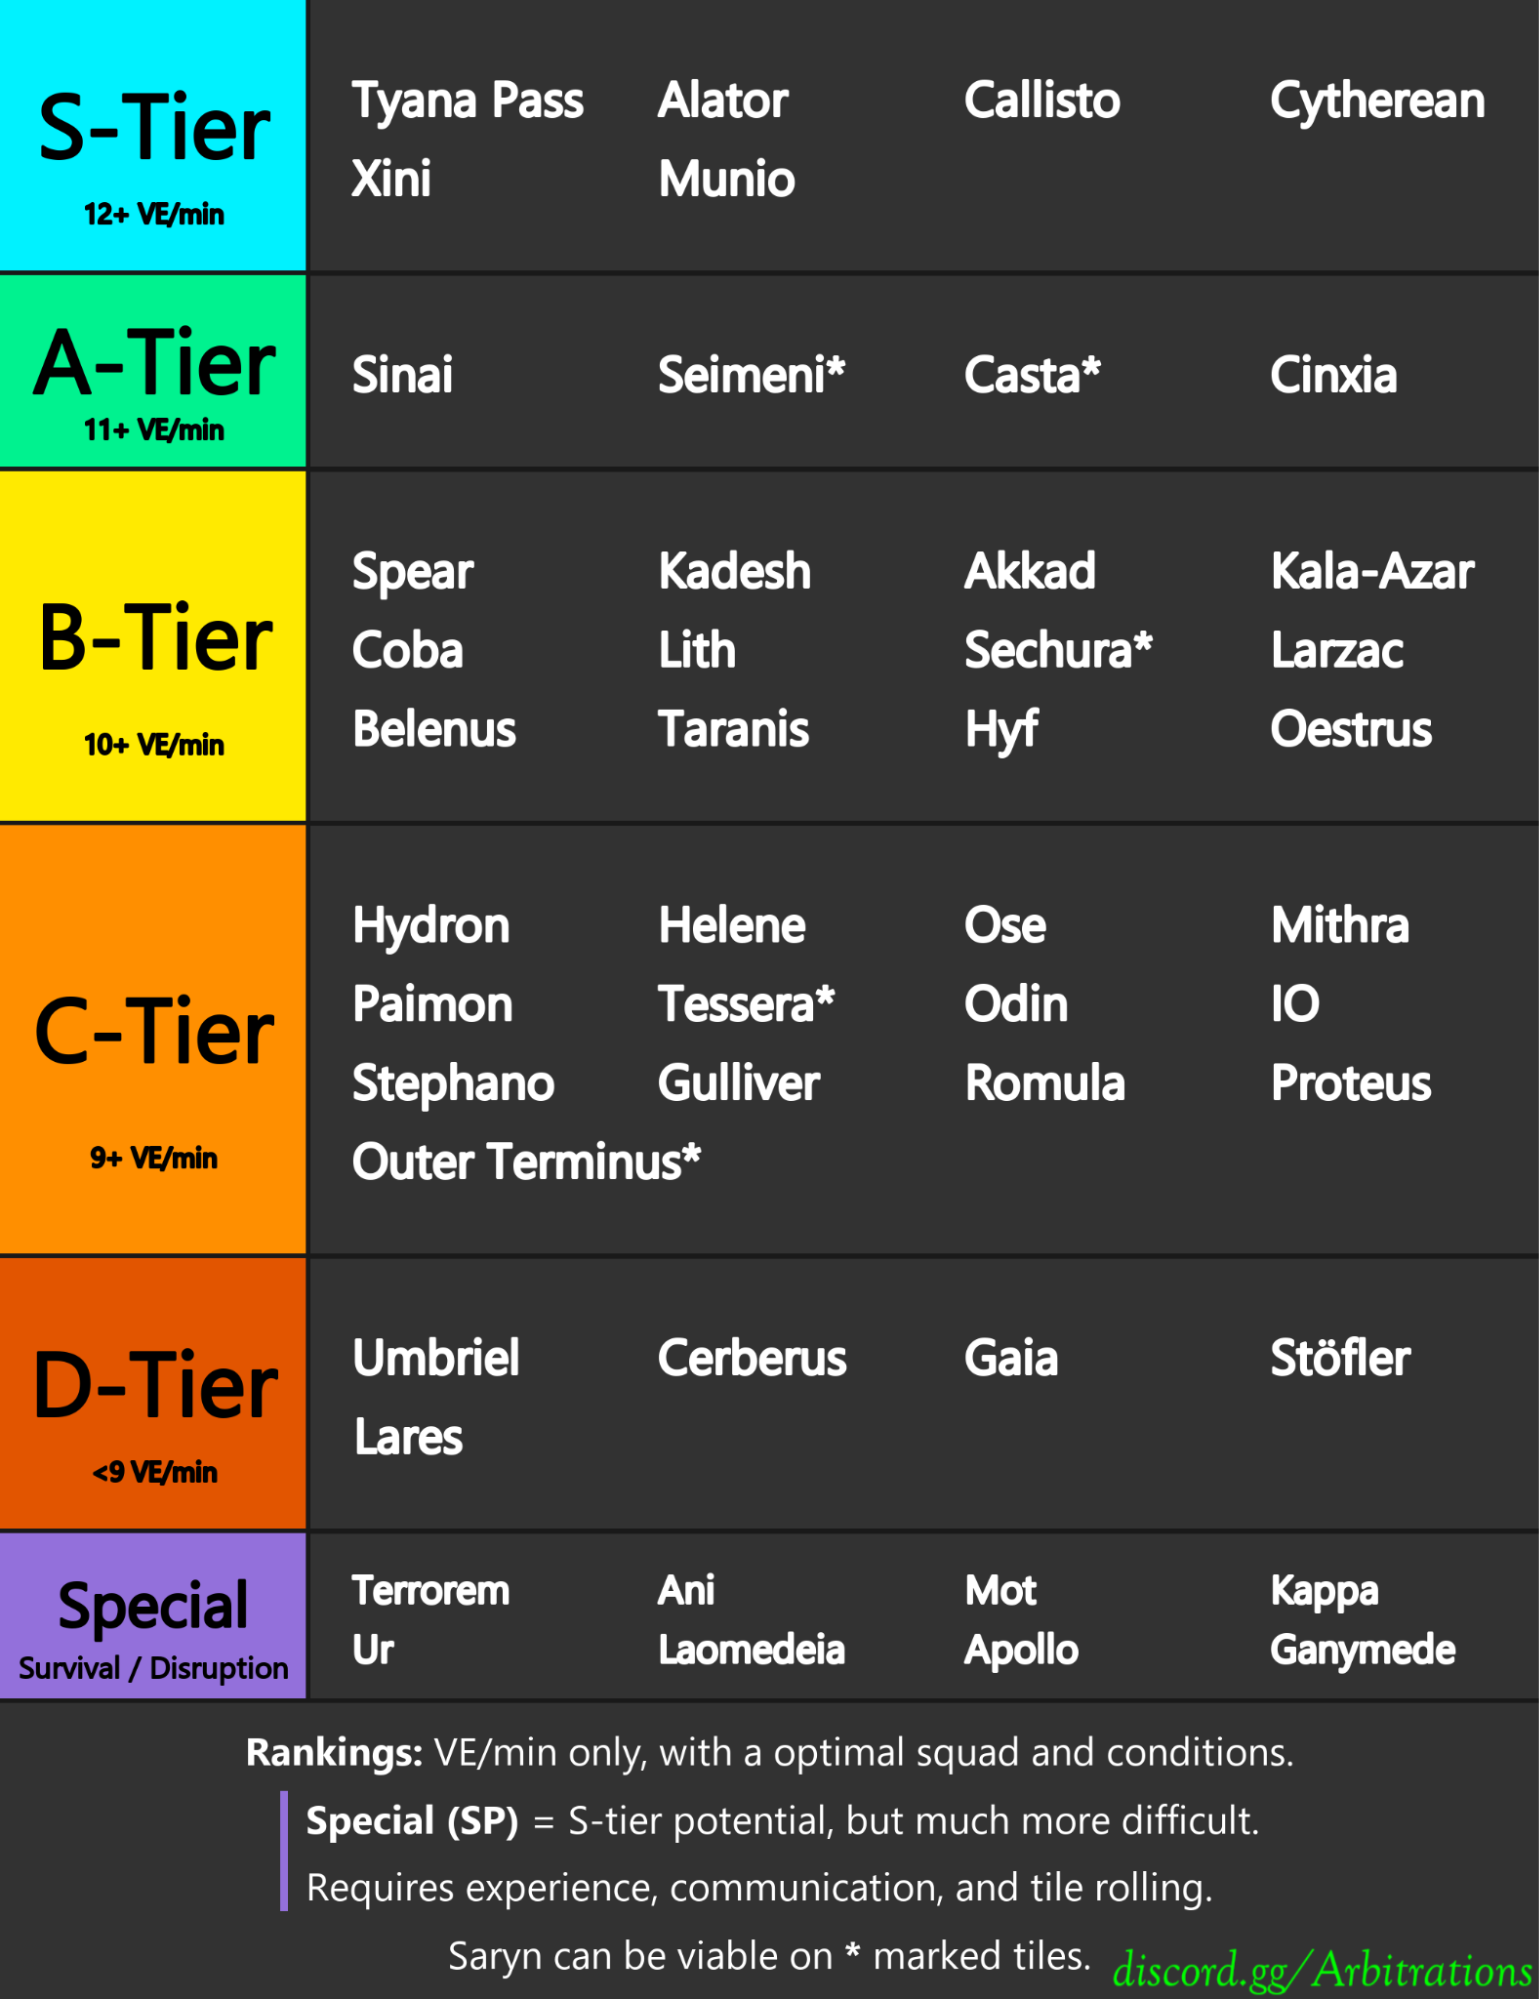 S-Tier
12+ VE/min
Tyana Pass Alator Callisto Cytherean
Xini Munio
A-Tier
11+ VE/min
Sinai Seimeni* Casta* Cinxia
B-Tier
10+ VE/min
Spear Kadesh Akkad Kala-Azar
Coba Lith Sechura* Larzac
Belenus Taranis Hyf Oestrus
C-Tier
9+ VE/min
Hydron Helene Ose Mithra
Paimon Tessera* Odin IO
Stephano Gulliver Romula Proteus
Outer Terminus*
D-Tier
<9 VE/min
Umbriel Cerberus Gaia Stöfler
Lares
Special
Survival / Disruption
Terrorem Ani Mot Kappa
Ur Laomedeia Apollo Ganymede
Rankings: VE/min only, with a optimal squad and conditions.
Special (SP) = S-tier potential, but much more difficult.
Requires experience, communication, and tile rolling.
Saryn can be viable on * marked tiles.
discord.gg/Arbitrations